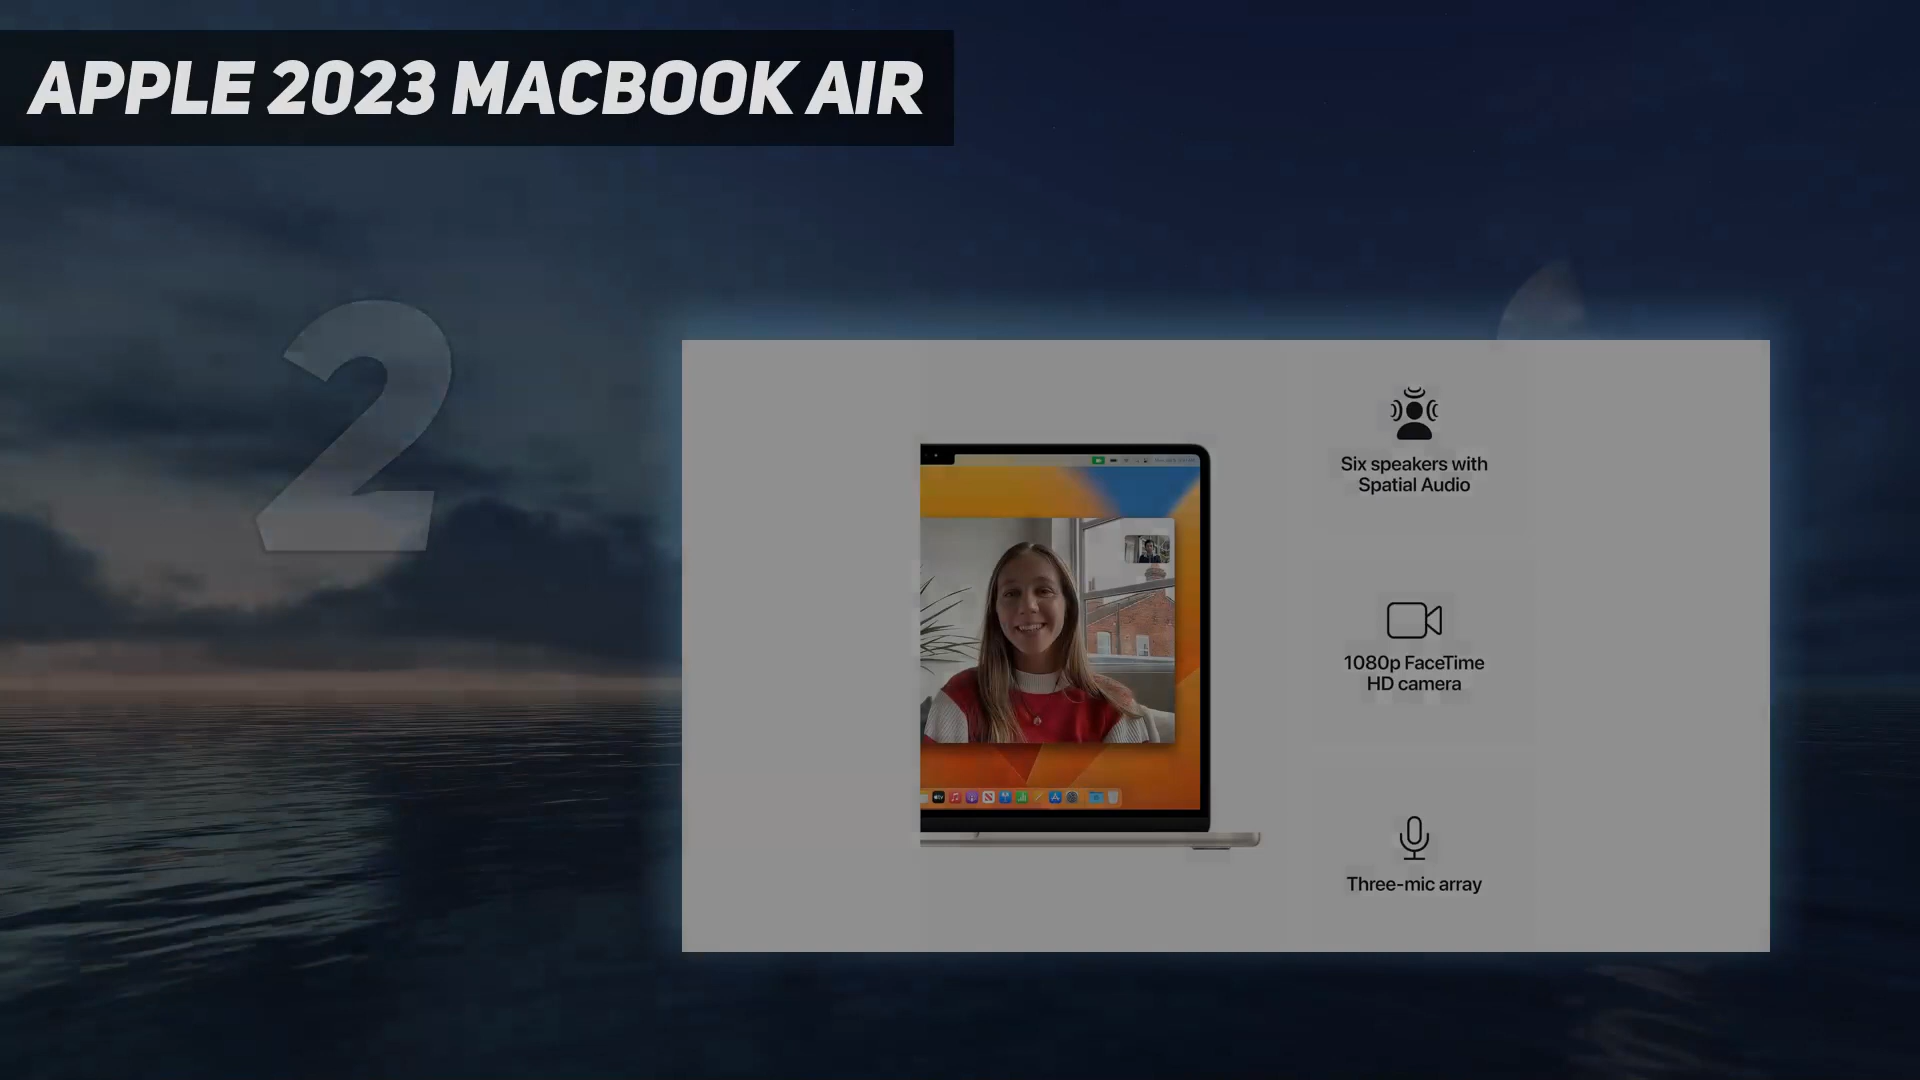 APPLE 2023 MACBOOK AIR
2
Six speakers with
Spatial Audio
1080p FaceTime
HD camera
Three-mic array